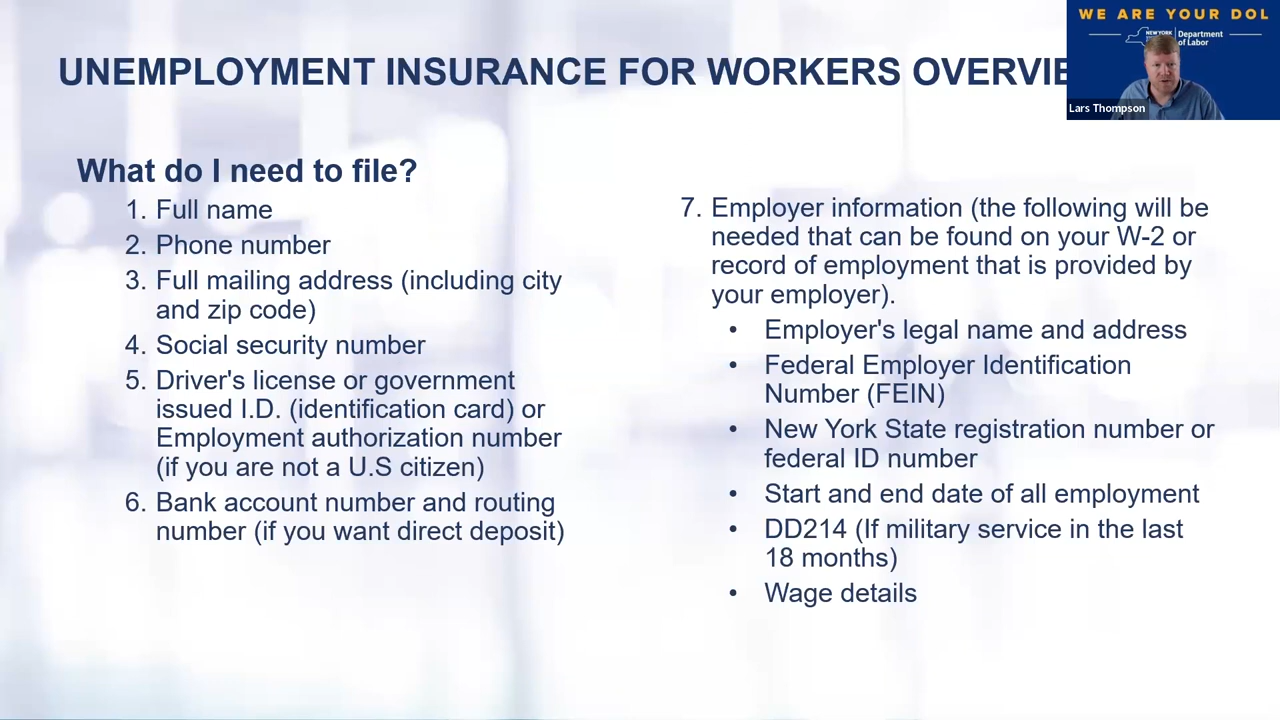 WE ARE YOUR DOL
NEW YORK
Department
of Labor
Lars Thompson
UNEMPLOYMENT INSURANCE FOR WORKERS
What do I need to file?
1. Full name
2. Phone number
3. Full mailing address (including city
and zip code)
4. Social security number
5. Driver's license or government
issued I.D. (identification card) or
Employment authorization number
(if you are not a U.S citizen)
6. Bank account number and routing
number (if you want direct deposit)
7. Employer information (the following will be
needed that can be found on your W-2 or
record of employment that is provided by
your employer).
• Employer's legal name and address
• Federal Employer Identification
Number (FEIN)
• New York State registration number or
federal ID number
• Start and end date of all employment
• DD214 (If military service in the last
18 months)
• Wage details